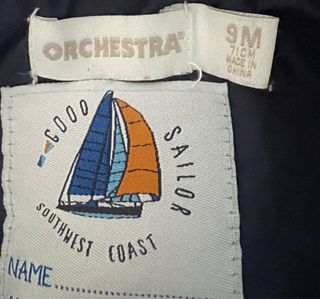 ORCHESTRA®
9M
71CM
MADE IN
CHINA
GOOD
SAILOR
SOUTHWEST COAST
NAME